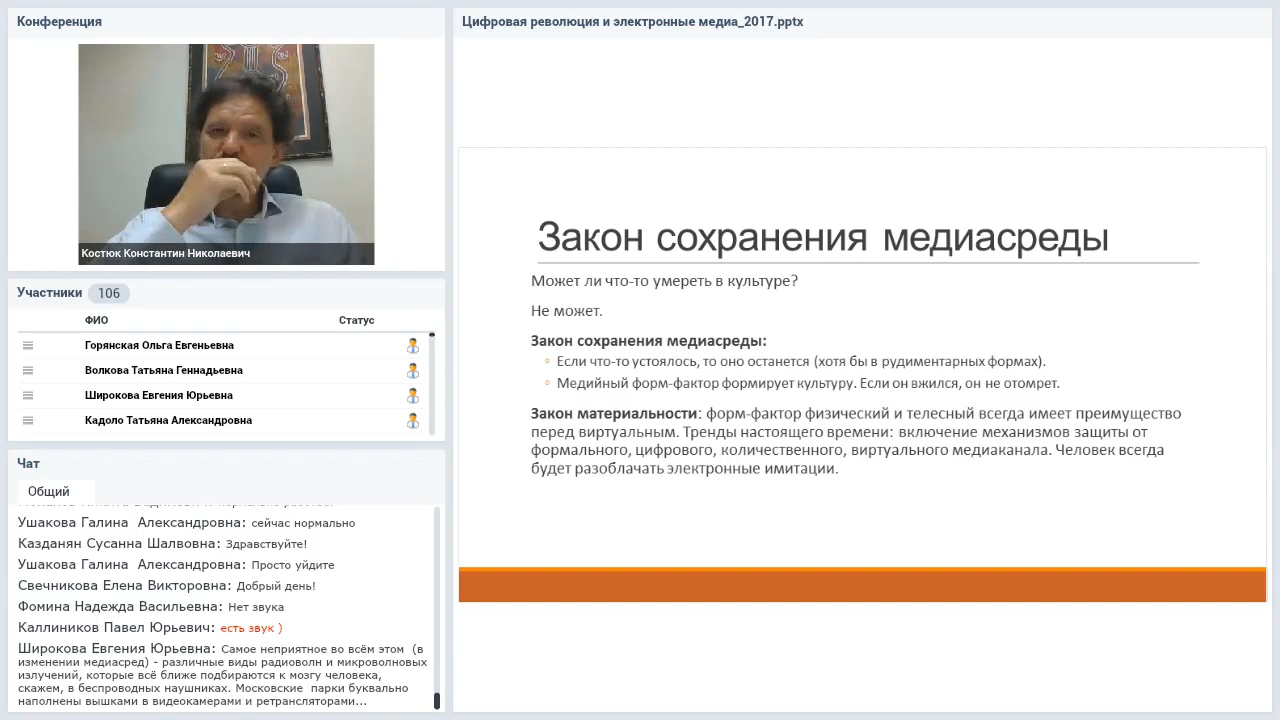 Конференция
Костюк Константин Николаевич
Участники 106
ФИО Статус
Горянская Ольга Евгеньевна
Волкова Татьяна Геннадьевна
Широкова Евгения Юрьевна
Кадоло Татьяна Александровна
Чат
Общий
Ушакова Галина Александровна: сейчас нормально
Казданян Сусанна Шалвовна: Здравствуйте!
Ушакова Галина Александровна: Просто уйдите
Свечникова Елена Викторовна: Добрый день!
Фомина Надежда Васильевна: Нет звука
Каллиников Павел Юрьевич: есть звук )
Широкова Евгения Юрьевна: Самое неприятное во всём этом (в
изменении медиасред) - различные виды радиоволн и микроволновых
излучений, которые всё ближе подбираются к мозгу человека,
скажем, в беспроводных наушниках. Московские парки буквально
наполнены вышками в видеокамерами и ретрансляторами...
Цифровая революция и электронные медиа_2017.pptx
Закон сохранения медиасреды
Может ли что-то умереть в культуре?
Не может.
Закон сохранения медиасреды:
Если что-то устоялось, то оно останется (хотя бы в рудиментарных формах).
Медийный форм-фактор формирует культуру. Если он вжился, он не отомрет.
Закон материальности: форм-фактор физический и телесный всегда имеет преимущество
перед виртуальным. Тренды настоящего времени: включение механизмов защиты от
формального, цифрового, количественного, виртуального медиаканала. Человек всегда
будет разоблачать электронные имитации.